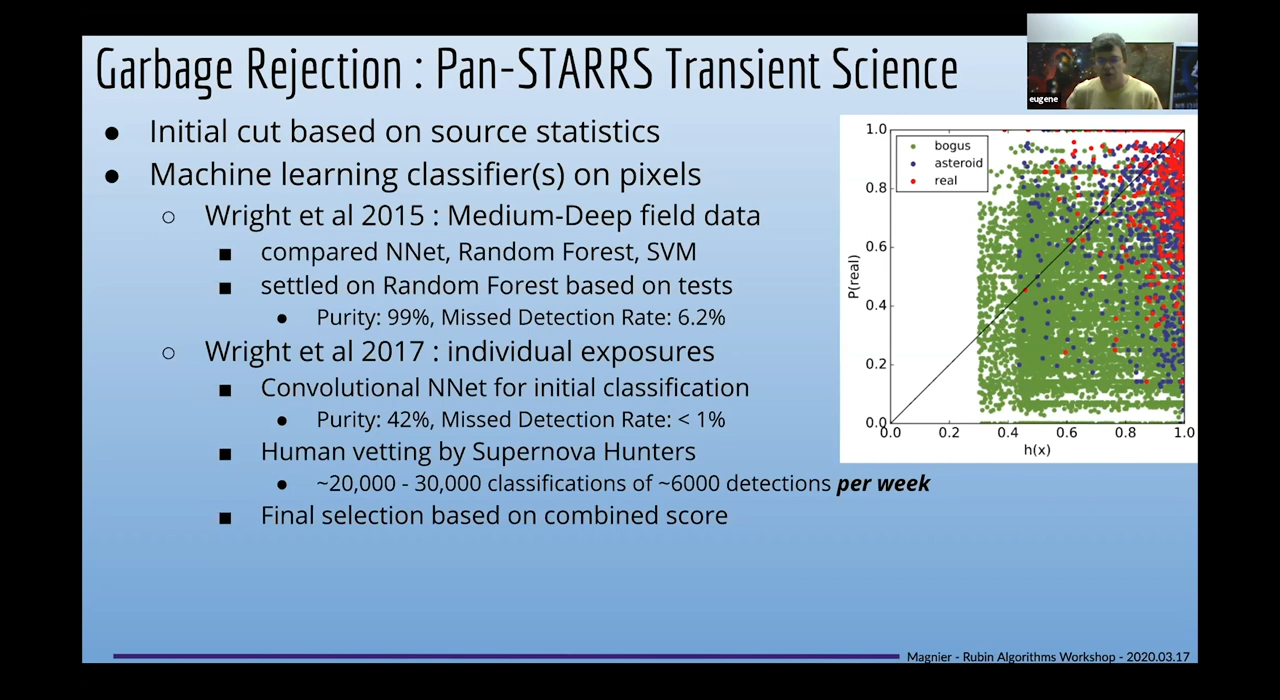 Garbage Rejection : Pan-STARRS Transient Science
eugene
● Initial cut based on source statistics
● Machine learning classifier(s) on pixels
○ Wright et al 2015 : Medium-Deep field data
■ compared NNet, Random Forest, SVM
■ settled on Random Forest based on tests
● Purity: 99%, Missed Detection Rate: 6.2%
○ Wright et al 2017 : individual exposures
■ Convolutional NNet for initial classification
● Purity: 42%, Missed Detection Rate: < 1%
■ Human vetting by Supernova Hunters
● ~20,000 - 30,000 classifications of ~6000 detections per week
■ Final selection based on combined score
1.0
0.8
0.6
0.4
0.2
0.0
P(real)
bogus
asteroid
real
0.0 0.2 0.4 0.6 0.8 1.0
h(x)
Magnier - Rubin Algorithms Workshop - 2020.03.17